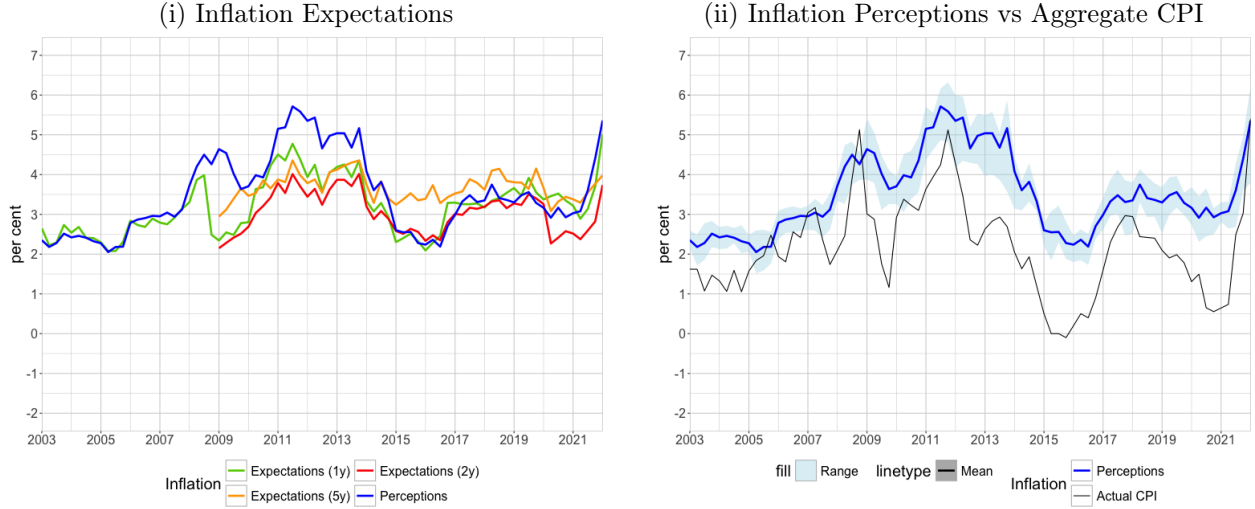 (i) Inflation Expectations
per cent
7
6
5
4
3
2
1
0
-1
-2
2003 2005 2007 2009 2011 2013 2015 2017 2019 2021
Inflation
Expectations (1y) Expectations (2y)
Expectations (5y) Perceptions
(ii) Inflation Perceptions vs Aggregate CPI
per cent
7
6
5
4
3
2
1
0
-1
-2
2003 2005 2007 2009 2011 2013 2015 2017 2019 2021
fill Range linetype Mean Inflation Perceptions
Actual CPI